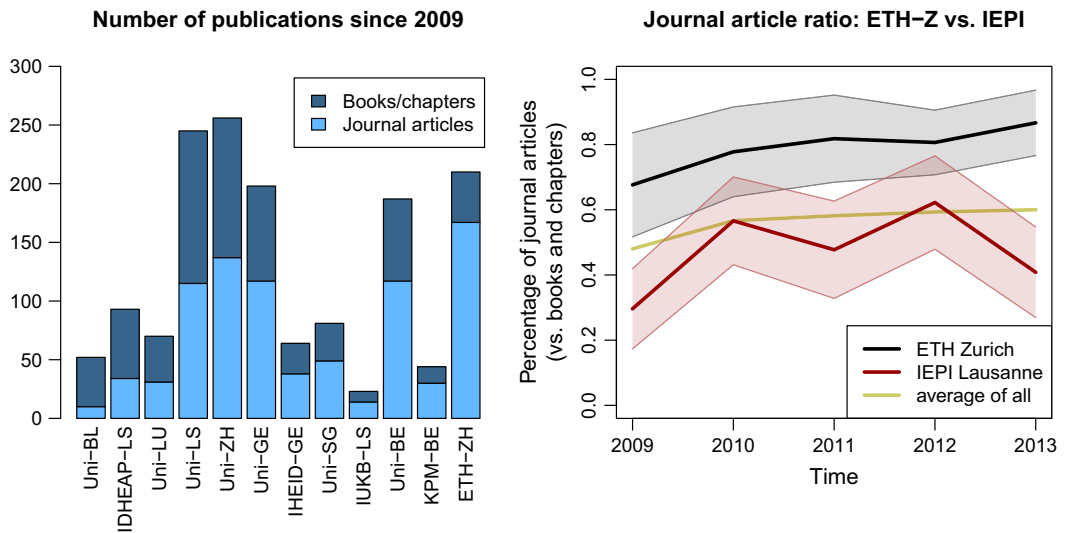 Number of publications since 2009
300
250
200
150
100
50
0
Books/chapters
Journal articles
Uni−BL
IDHEAP−LS
Uni−LU
Uni−LS
Uni−ZH
Uni−GE
IHEID−GE
Uni−SG
IUKB−LS
Uni−BE
KPM−BE
ETH−ZH
Journal article ratio: ETH−Z vs. IEPI
Percentage of journal articles
(vs. books and chapters)
1.0
0.8
0.6
0.4
0.2
0.0
ETH Zurich
IEPI Lausanne
average of all
2009
2010
2011
2012
2013
Time